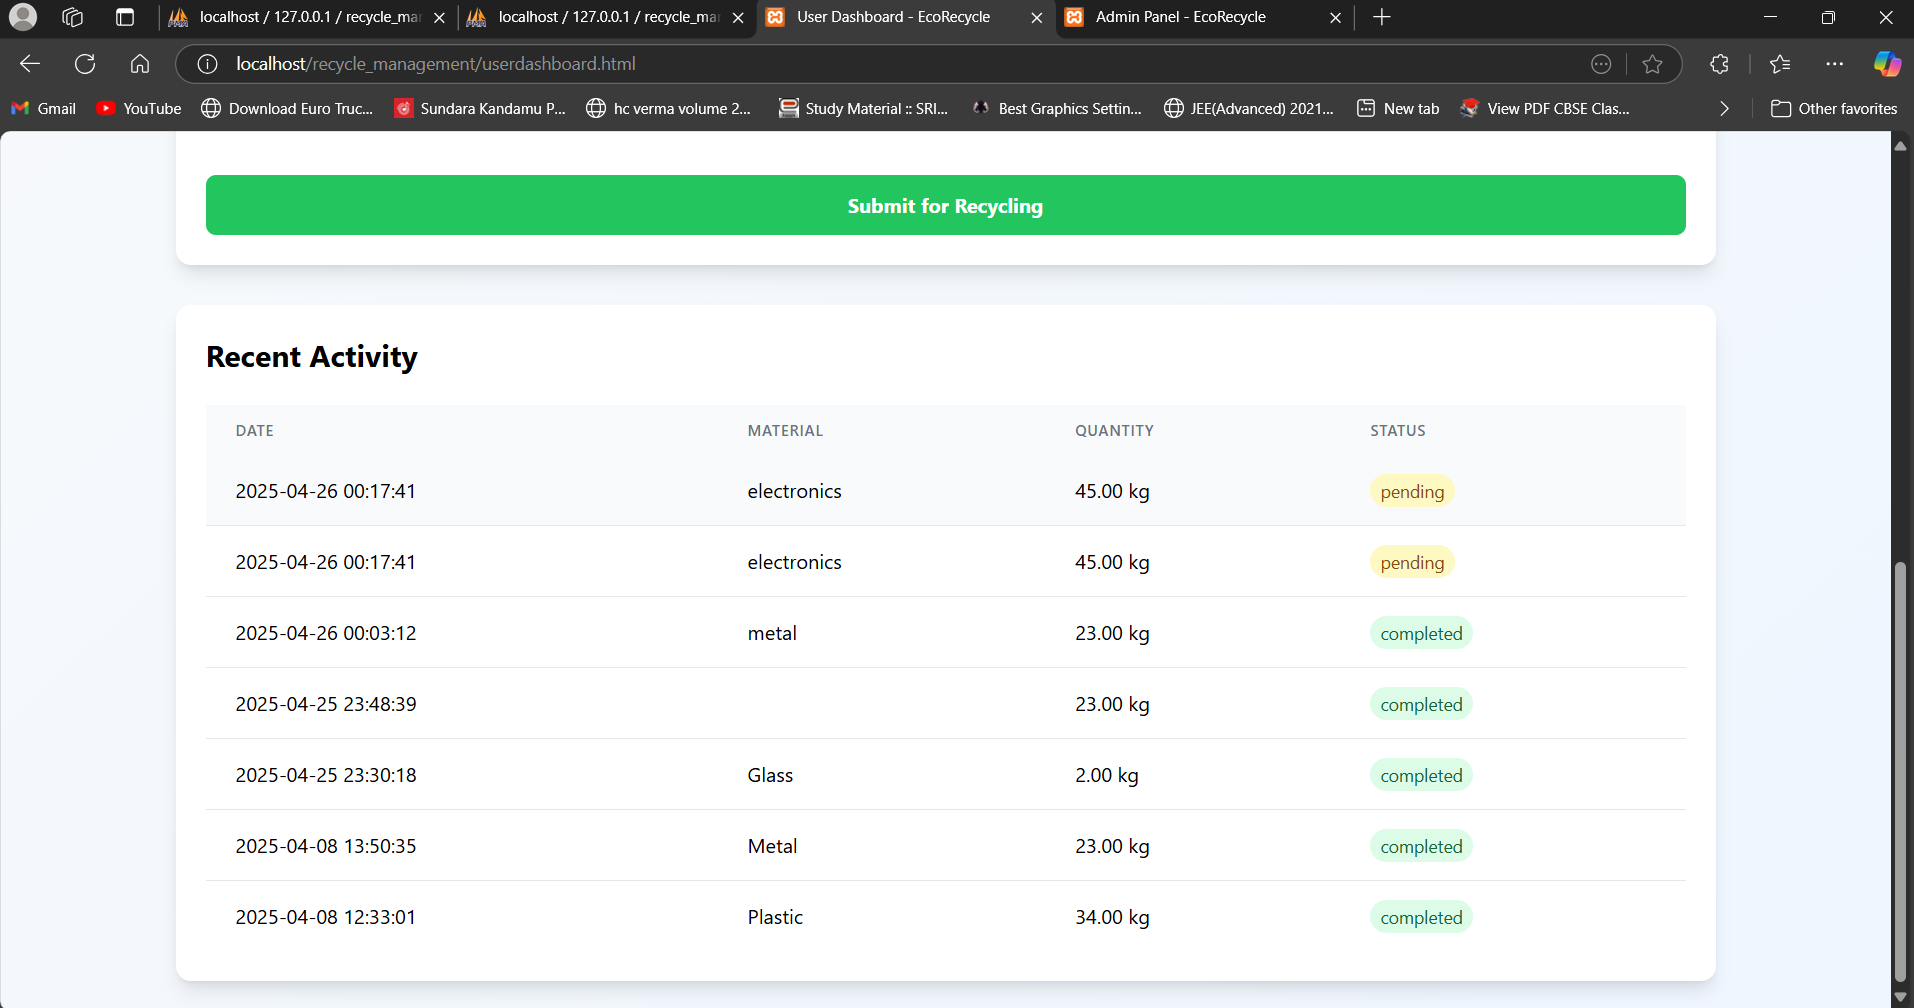 localhost / 127.0.0.1 / recycle_mar
localhost / 127.0.0.1 / recycle_mar
User Dashboard - EcoRecycle
Admin Panel - EcoRecycle
localhost/recycle_management/userdashboard.html
Gmail
YouTube
Download Euro Truc...
Sundara Kandamu P...
hc verma volume 2...
Study Material :: SRI...
Best Graphics Settin...
JEE(Advanced) 2021...
New tab
View PDF CBSE Clas...
Other favorites
Submit for Recycling
Recent Activity
DATE MATERIAL QUANTITY STATUS
2025-04-26 00:17:41 electronics 45.00 kg pending
2025-04-26 00:17:41 electronics 45.00 kg pending
2025-04-26 00:03:12 metal 23.00 kg completed
2025-04-25 23:48:39 23.00 kg completed
2025-04-25 23:30:18 Glass 2.00 kg completed
2025-04-08 13:50:35 Metal 23.00 kg completed
2025-04-08 12:33:01 Plastic 34.00 kg completed